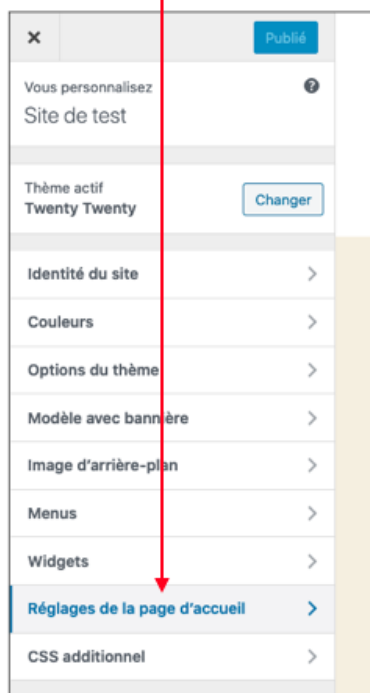 Publié
Vous personnalisez
Site de test
Thème actif
Twenty Twenty
Changer
Identité du site
Couleurs
Options du thème
Modèle avec bannière
Image d'arrière-plan
Menus
Widgets
Réglages de la page d'accueil
CSS additionnel